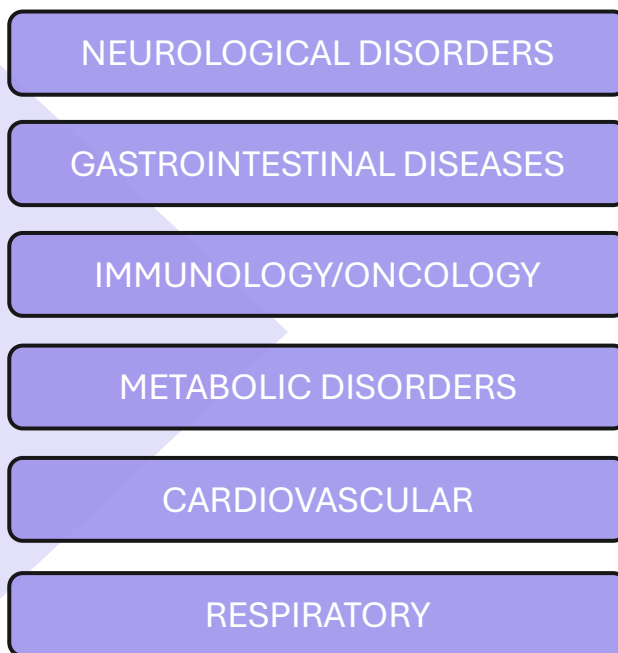 NEUROLOGICAL DISORDERS
GASTROINTESTINAL DISEASES
IMMUNOLOGY/ONCOLOGY
METABOLIC DISORDERS
CARDIOVASCULAR
RESPIRATORY